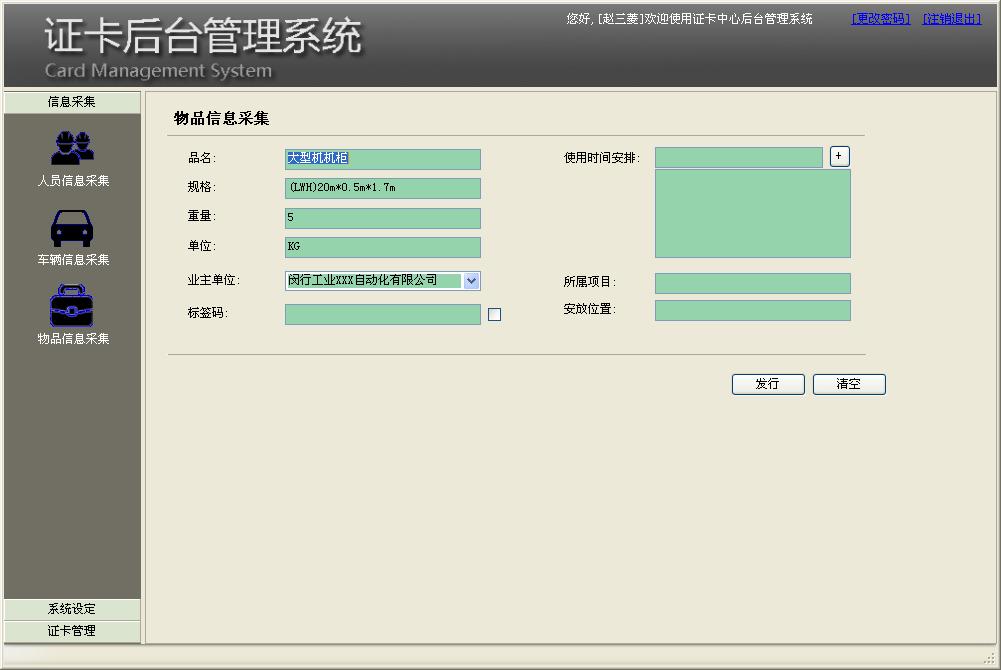 证卡后台管理系统
Card Management System
您好, [赵三菱]欢迎使用证卡中心后台管理系统 [更改密码] [注销退出]
信息采集
人员信息采集
车辆信息采集
物品信息采集
系统设定
证卡管理
物品信息采集
品名: 大型机机柜
规格: (LWH)20m*0.5m*1.7m
重量: 5
单位: KG
业主单位: 闵行工业XXX自动化有限公司
标签码:
使用时间安排: +
所属项目:
安放位置:
发行 清空